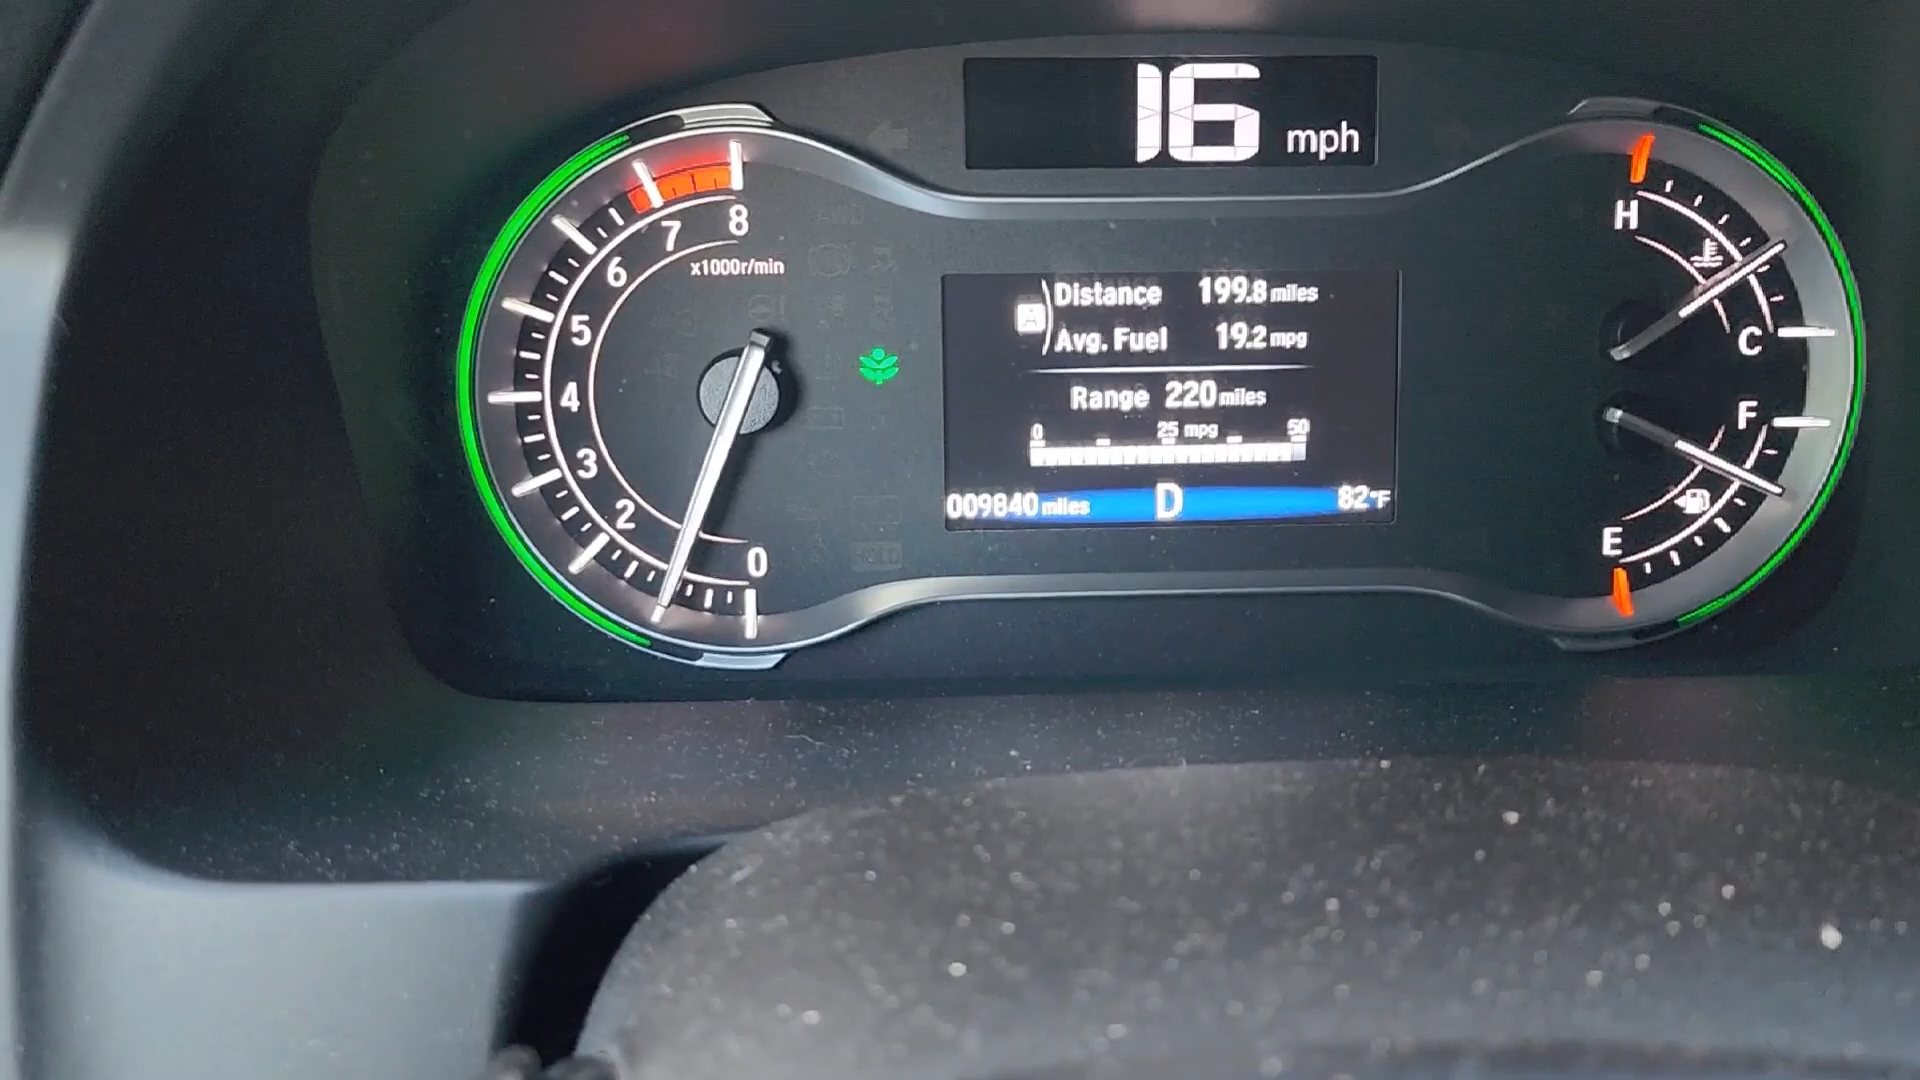 16 mph
8
7
x1000r/min
6
5
4
3
2
0
A
Distance 199.8 miles
Avg. Fuel 19.2 mpg
Range 220 miles
0 25 mpg 50
009840 miles D 82°F
HOLD
H
C
F
E